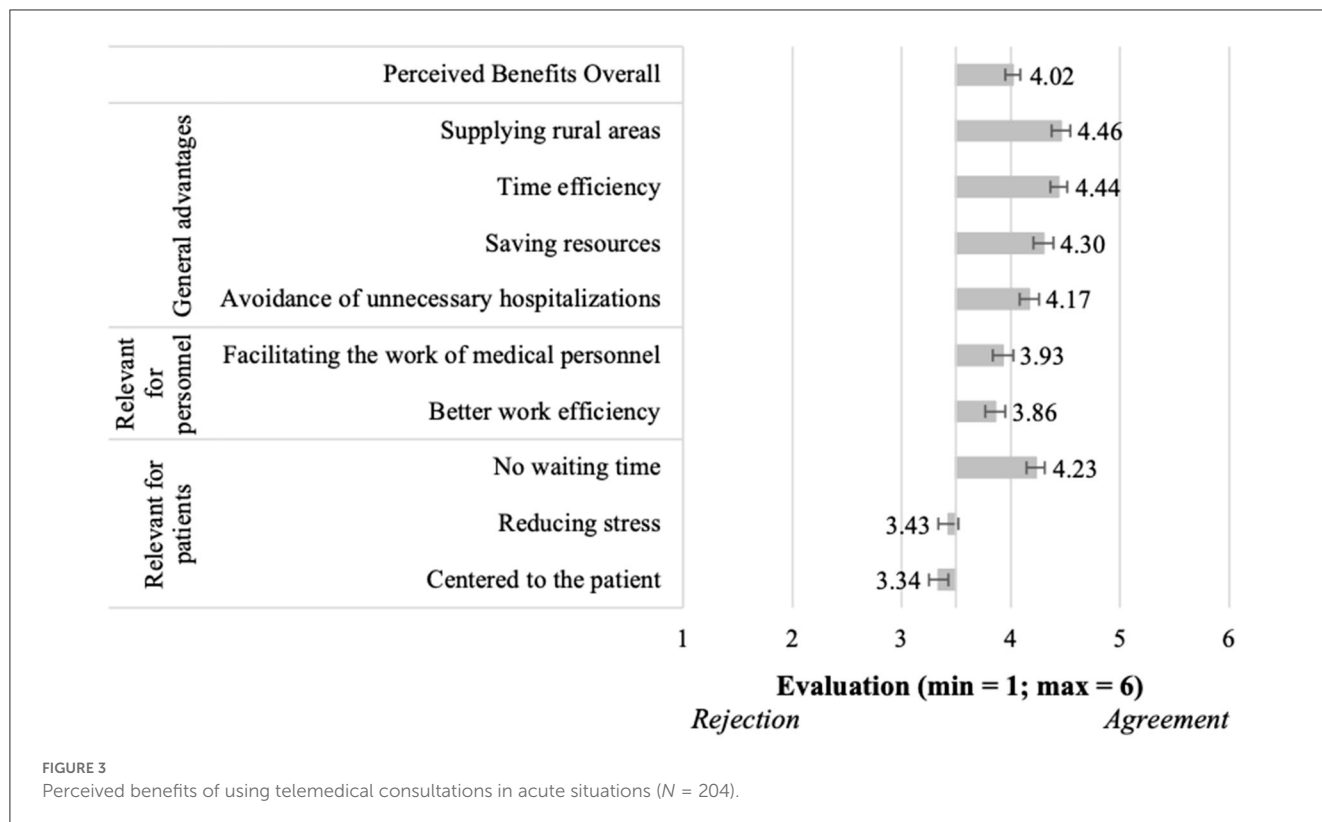 Perceived Benefits Overall 4.02
General advantages
Supplying rural areas 4.46
Time efficiency 4.44
Saving resources 4.30
Avoidance of unnecessary hospitalizations 4.17
Relevant
for
personnel
Facilitating the work of medical personnel 3.93
Better work efficiency 3.86
Relevant for
patients
No waiting time 4.23
Reducing stress 3.43
Centered to the patient 3.34
1 2 3 4 5 6
Evaluation (min = 1; max = 6)
Rejection Agreement
FIGURE 3
Perceived benefits of using telemedical consultations in acute situations (N = 204).